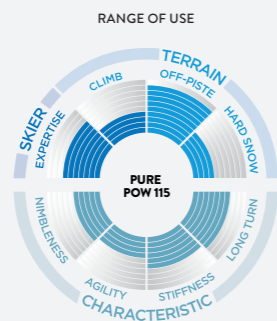 RANGE OF USE
SKIER
TERRAIN
EXPERTISE
CLIMB
OFF-PISTE
HARD SNOW
PURE
POW 115
NIMBLENESS
AGILITY
STIFFNESS
LONG TURN
CHARACTERISTIC